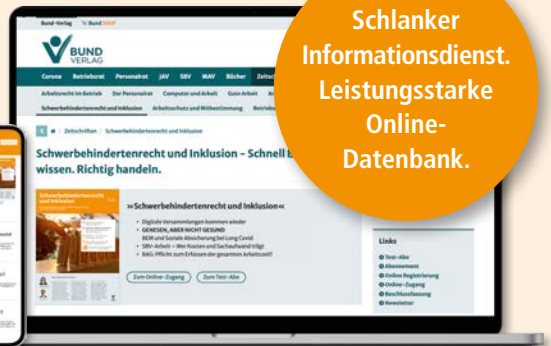 Schlanker
Informationsdienst.
Leistungsstarke
Online-
Datenbank.
Bund-Verlag
BUND
VERLAG
Corona Betriebsrat Personalrat JAV SBV MAV Bücher
Arbeitsrecht im Betrieb Der Personalrat Computer und Arbeit Gute Arbeit
Schwerbehindertenrecht und Inklusion Arbeitsschutz und Mitbestimmung
/ Zeitschriften / Schwerbehindertenrecht und Inklusion
Schwerbehindertenrecht und Inklusion – Schnell
wissen. Richtig handeln.
»Schwerbehindertenrecht und Inklusion«
• Digitale Versammlungen kommen wieder
• GENESEN, ABER NICHT GESUND
BEM und Soziale Absicherung bei Long Covid
• SBV-Arbeit – Wer Kosten und Sachaufwand trägt
• BAG: Pflicht zum Erfassen der gesamten Arbeitszeit!
Zum Online-Zugang Zum Test-Abo
Links
Test-Abo
Abonnement
Online Registrierung
Online-Zugang
Beschlussfassung
Newsletter